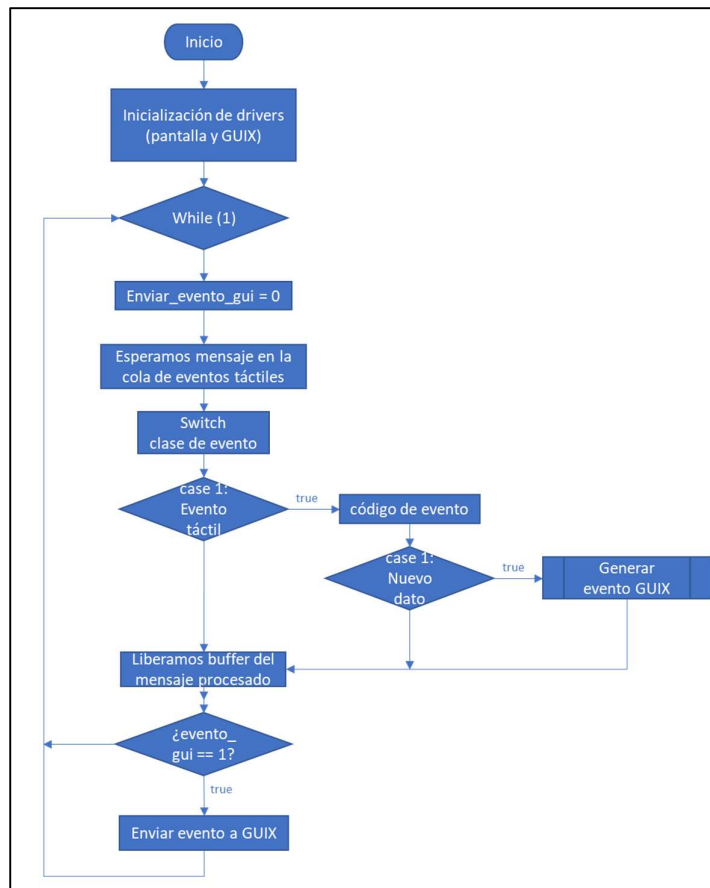 Inicio
Inicialización de drivers
(pantalla y GUIX)
While (1)
Enviar_evento_gui = 0
Esperamos mensaje en la
cola de eventos táctiles
Switch
clase de evento
case 1:
Evento
táctil
true
código de evento
case 1:
Nuevo
dato
true
Generar
evento GUIX
Liberamos buffer del
mensaje procesado
¿evento_
gui == 1?
true
Enviar evento a GUIX